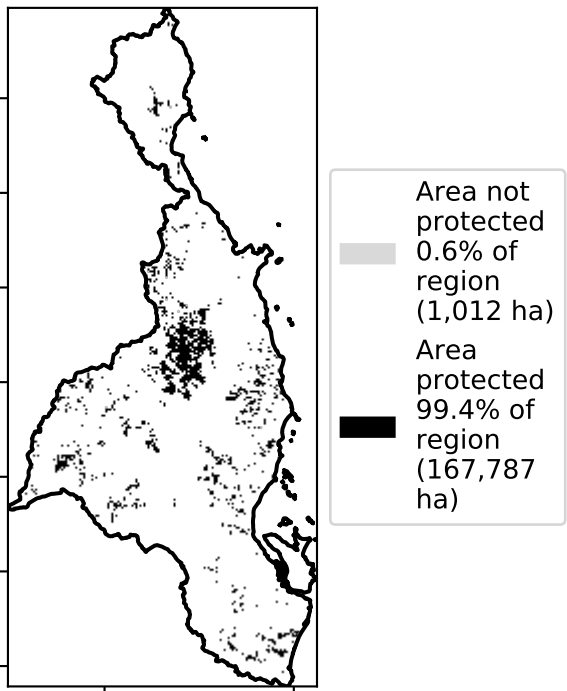 Area not
protected
0.6% of
region
(1,012 ha)
Area
protected
99.4% of
region
(167,787
ha)